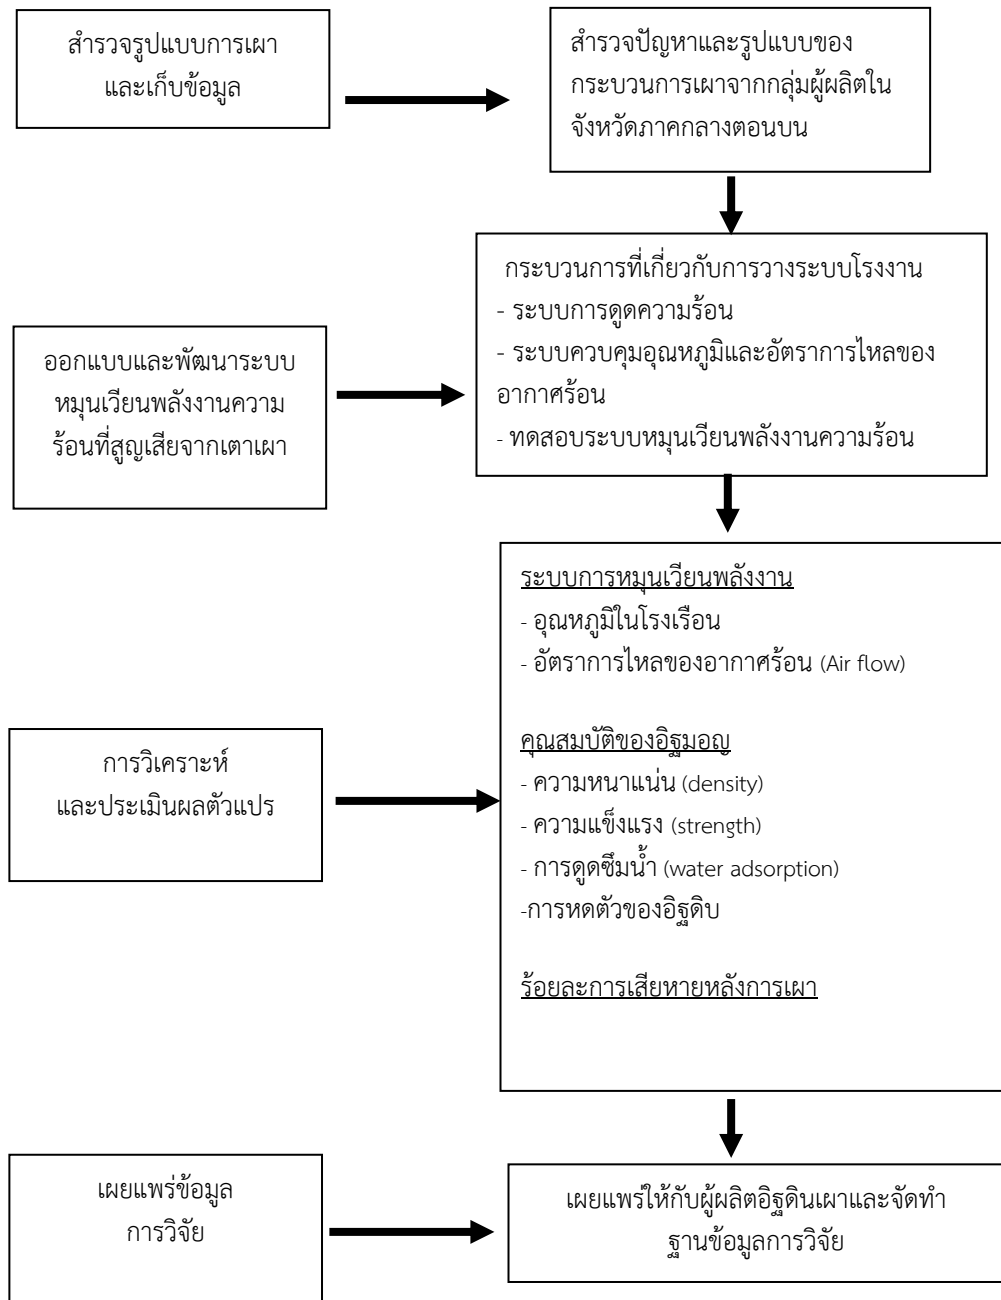 สำรวจรูปแบบการเผา
และเก็บข้อมูล
สำรวจปัญหาและรูปแบบของ
กระบวนการเผาจากกลุ่มผู้ผลิตใน
จังหวัดภาคกลางตอนบน
ออกแบบและพัฒนาระบบ
หมุนเวียนพลังงานความ
ร้อนที่สูญเสียจากเตาเผา
กระบวนการที่เกี่ยวกับการวางระบบโรงงาน
- ระบบการดูดความร้อน
- ระบบควบคุมอุณหภูมิและอัตราการไหลของ
อากาศร้อน
- ทดสอบระบบหมุนเวียนพลังงานความร้อน
การวิเคราะห์
และประเมินผลตัวแปร
ระบบการหมุนเวียนพลังงาน
- อุณหภูมิในโรงเรือน
- อัตราการไหลของอากาศร้อน (Air flow)
คุณสมบัติของอิฐมอญ
- ความหนาแน่น (density)
- ความแข็งแรง (strength)
- การดูดซึมน้ำ (water adsorption)
-การหดตัวของอิฐดิบ
ร้อยละการเสียหายหลังการเผา
เผยแพร่ข้อมูล
การวิจัย
เผยแพร่ให้กับผู้ผลิตอิฐดินเผาและจัดทำ
ฐานข้อมูลการวิจัย